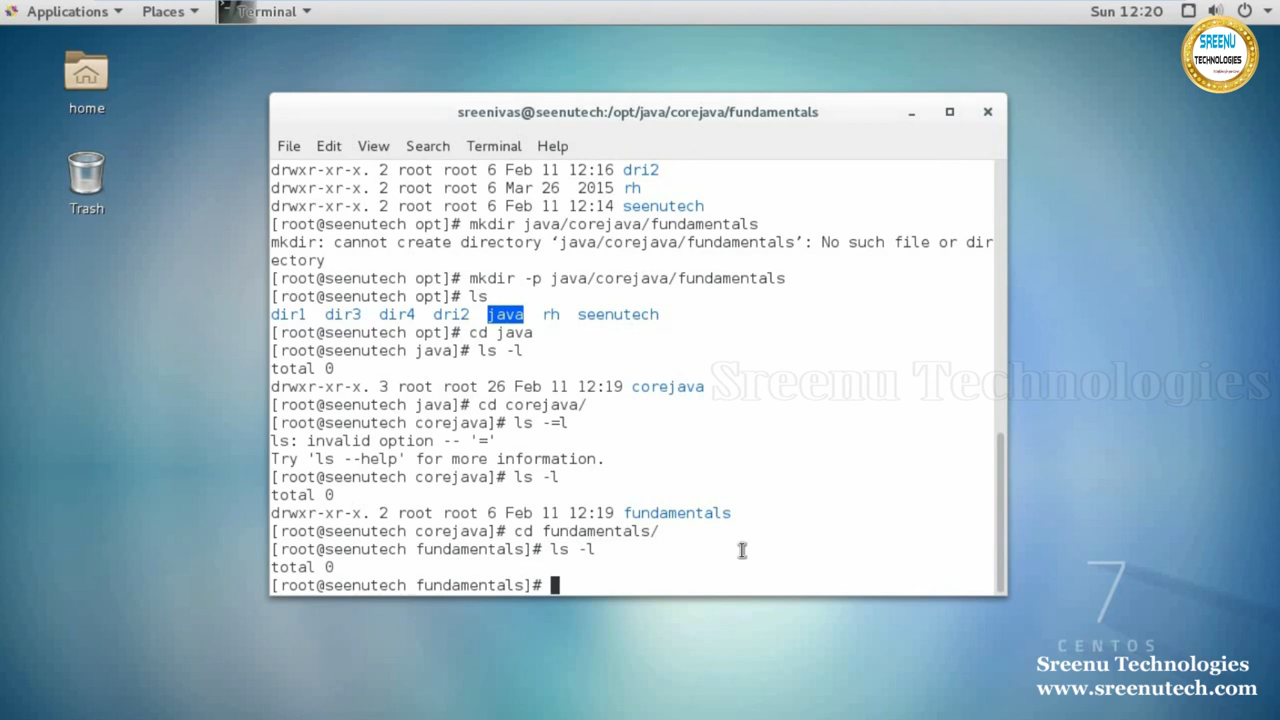 Applications Places Terminal Sun 12:20
SREENU
TECHNOLOGIES
home
Trash
sreenivas@seenutech:/opt/java/corejava/fundamentals
File Edit View Search Terminal Help
drwxr-xr-x. 2 root root 6 Feb 11 12:16 dri2
drwxr-xr-x. 2 root root 6 Mar 26  2015 rh
drwxr-xr-x. 2 root root 6 Feb 11 12:14 seenutech
[root@seenutech opt]# mkdir java/corejava/fundamentals
mkdir: cannot create directory ‘java/corejava/fundamentals’: No such file or dir
ectory
[root@seenutech opt]# mkdir -p java/corejava/fundamentals
[root@seenutech opt]# ls
dir1  dir3  dir4  dri2  java  rh  seenutech
[root@seenutech opt]# cd java
[root@seenutech java]# ls -l
total 0
drwxr-xr-x. 3 root root 26 Feb 11 12:19 corejava
[root@seenutech java]# cd corejava/
[root@seenutech corejava]# ls -=l
ls: invalid option -- '='
Try 'ls --help' for more information.
[root@seenutech corejava]# ls -l
total 0
drwxr-xr-x. 2 root root 6 Feb 11 12:19 fundamentals
[root@seenutech corejava]# cd fundamentals/
[root@seenutech fundamentals]# ls -l
total 0
[root@seenutech fundamentals]#
Sreenu Technologies
7
CENTOS
Sreenu Technologies
www.sreenutech.com